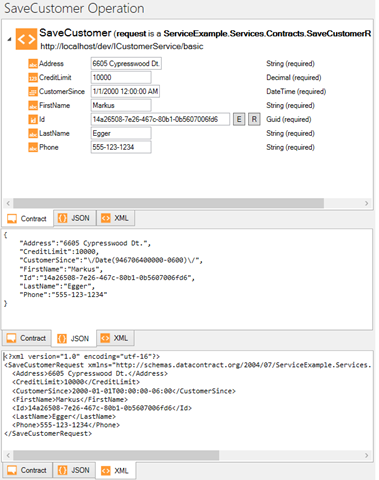 SaveCustomer Operation
SaveCustomer (request is a ServiceExample.Services.Contracts.SaveCustomerR
http://localhost/dev/ICustomerService/basic
Address 6605 Cypresswood Dt. String (required)
CreditLimit 10000 Decimal (required)
CustomerSince 1/1/2000 12:00:00 AM DateTime (required)
FirstName Markus String (required)
Id 14a26508-7e26-467c-80b1-0b5607006fd6 E R Guid (required)
LastName Egger String (required)
Phone 555-123-1234 String (required)
Contract JSON XML
{
"Address":"6605 Cypresswood Dt.",
"CreditLimit":10000,
"CustomerSince":"\/Date(946706400000-0600)\/",
"FirstName":"Markus",
"Id":"14a26508-7e26-467c-80b1-0b5607006fd6",
"LastName":"Egger",
"Phone":"555-123-1234"
}
Contract JSON XML
<?xml version="1.0" encoding="utf-16"?>
<SaveCustomerRequest xmlns="http://schemas.datacontract.org/2004/07/ServiceExample.Services.
<Address>6605 Cypresswood Dt.</Address>
<CreditLimit>10000</CreditLimit>
<CustomerSince>2000-01-01T00:00:00-06:00</CustomerSince>
<FirstName>Markus</FirstName>
<Id>14a26508-7e26-467c-80b1-0b5607006fd6</Id>
<LastName>Egger</LastName>
<Phone>555-123-1234</Phone>
</SaveCustomerRequest>
Contract JSON XML